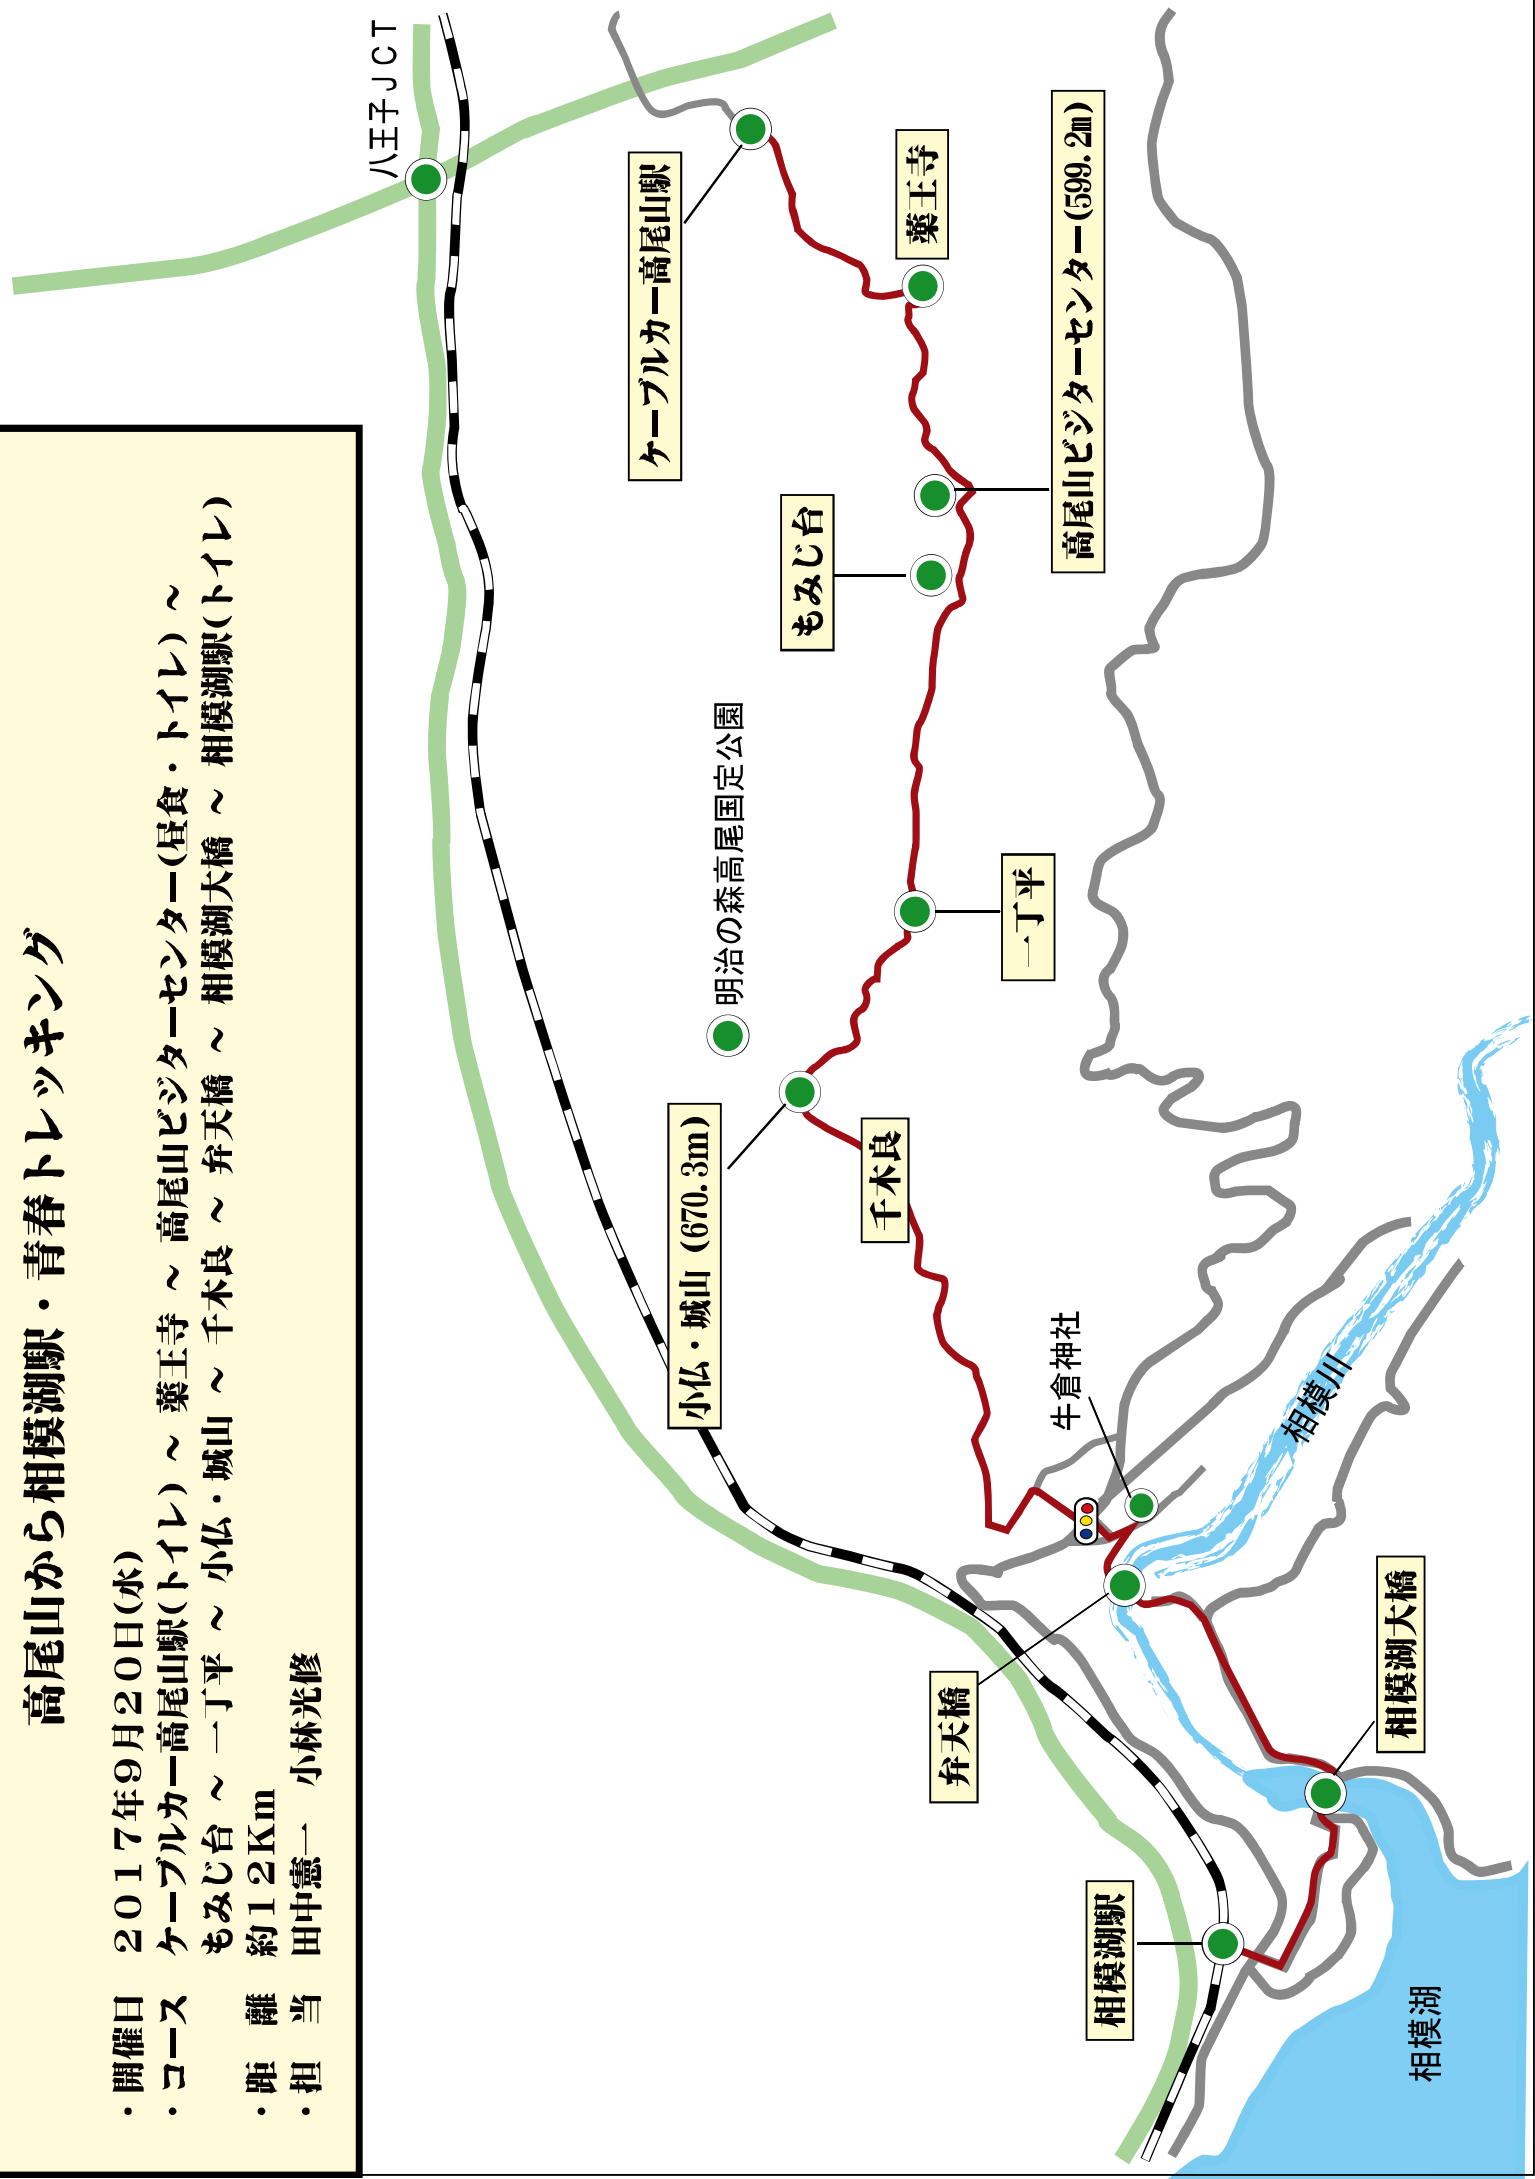 高尾山から相模湖駅・青春トレッキング
・開催日　２０１７年９月２０日(水)
・コース　ケーブルカー高尾山駅(トイレ) ～ 薬王寺 ～ 高尾山ビジターセンター(昼食・トイレ) ～
もみじ台 ～ 一丁平 ～ 小仏・城山 ～ 千木良 ～ 弁天橋 ～ 相模湖大橋 ～ 相模湖駅(トイレ)
・距　離　約１２Km
・担　当　田中憲一　小林光修
八王子ＪＣＴ
ケーブルカー高尾山駅
薬王寺
高尾山ビジターセンター(599.2㎡)
もみじ台
明治の森高尾国定公園
一丁平
小仏・城山 (670.3m)
千木良
牛倉神社
相模川
弁天橋
相模湖大橋
相模湖駅
相模湖